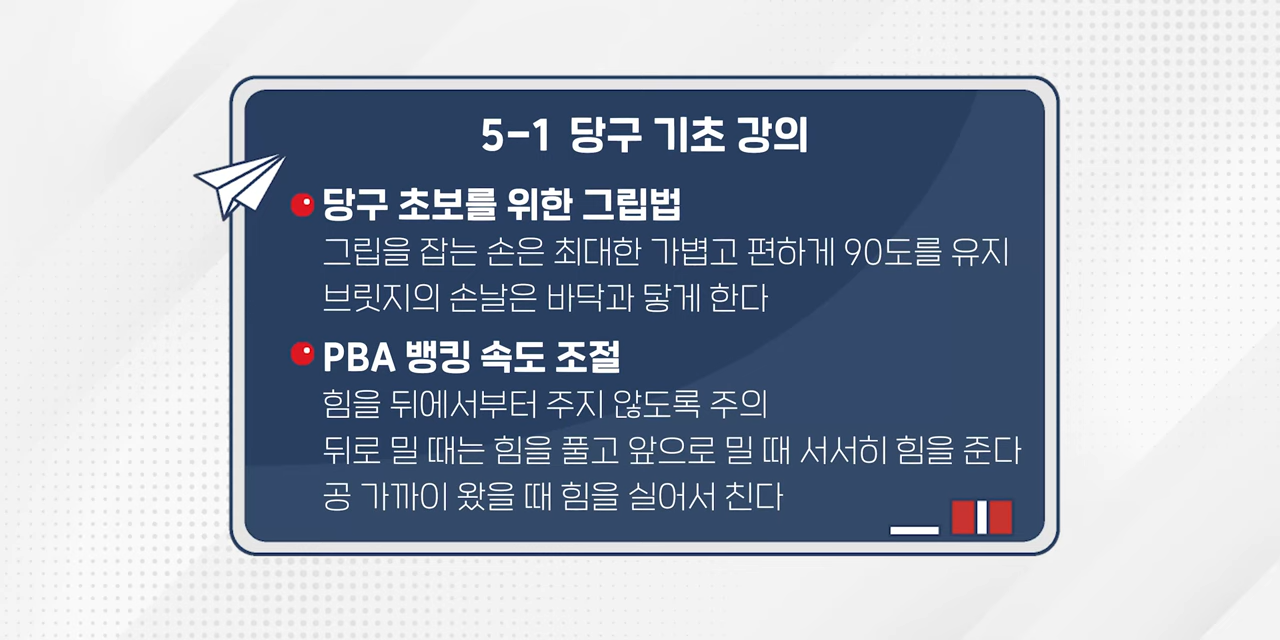 5-1 당구 기초 강의
당구 초보를 위한 그립법
그립을 잡는 손은 최대한 가볍고 편하게 90도를 유지
브릿지의 손날은 바닥과 닿게 한다
PBA 뱅킹 속도 조절
힘을 뒤에서부터 주지 않도록 주의
뒤로 밀 때는 힘을 풀고 앞으로 밀 때 서서히 힘을 준다
공 가까이 왔을 때 힘을 실어서 친다